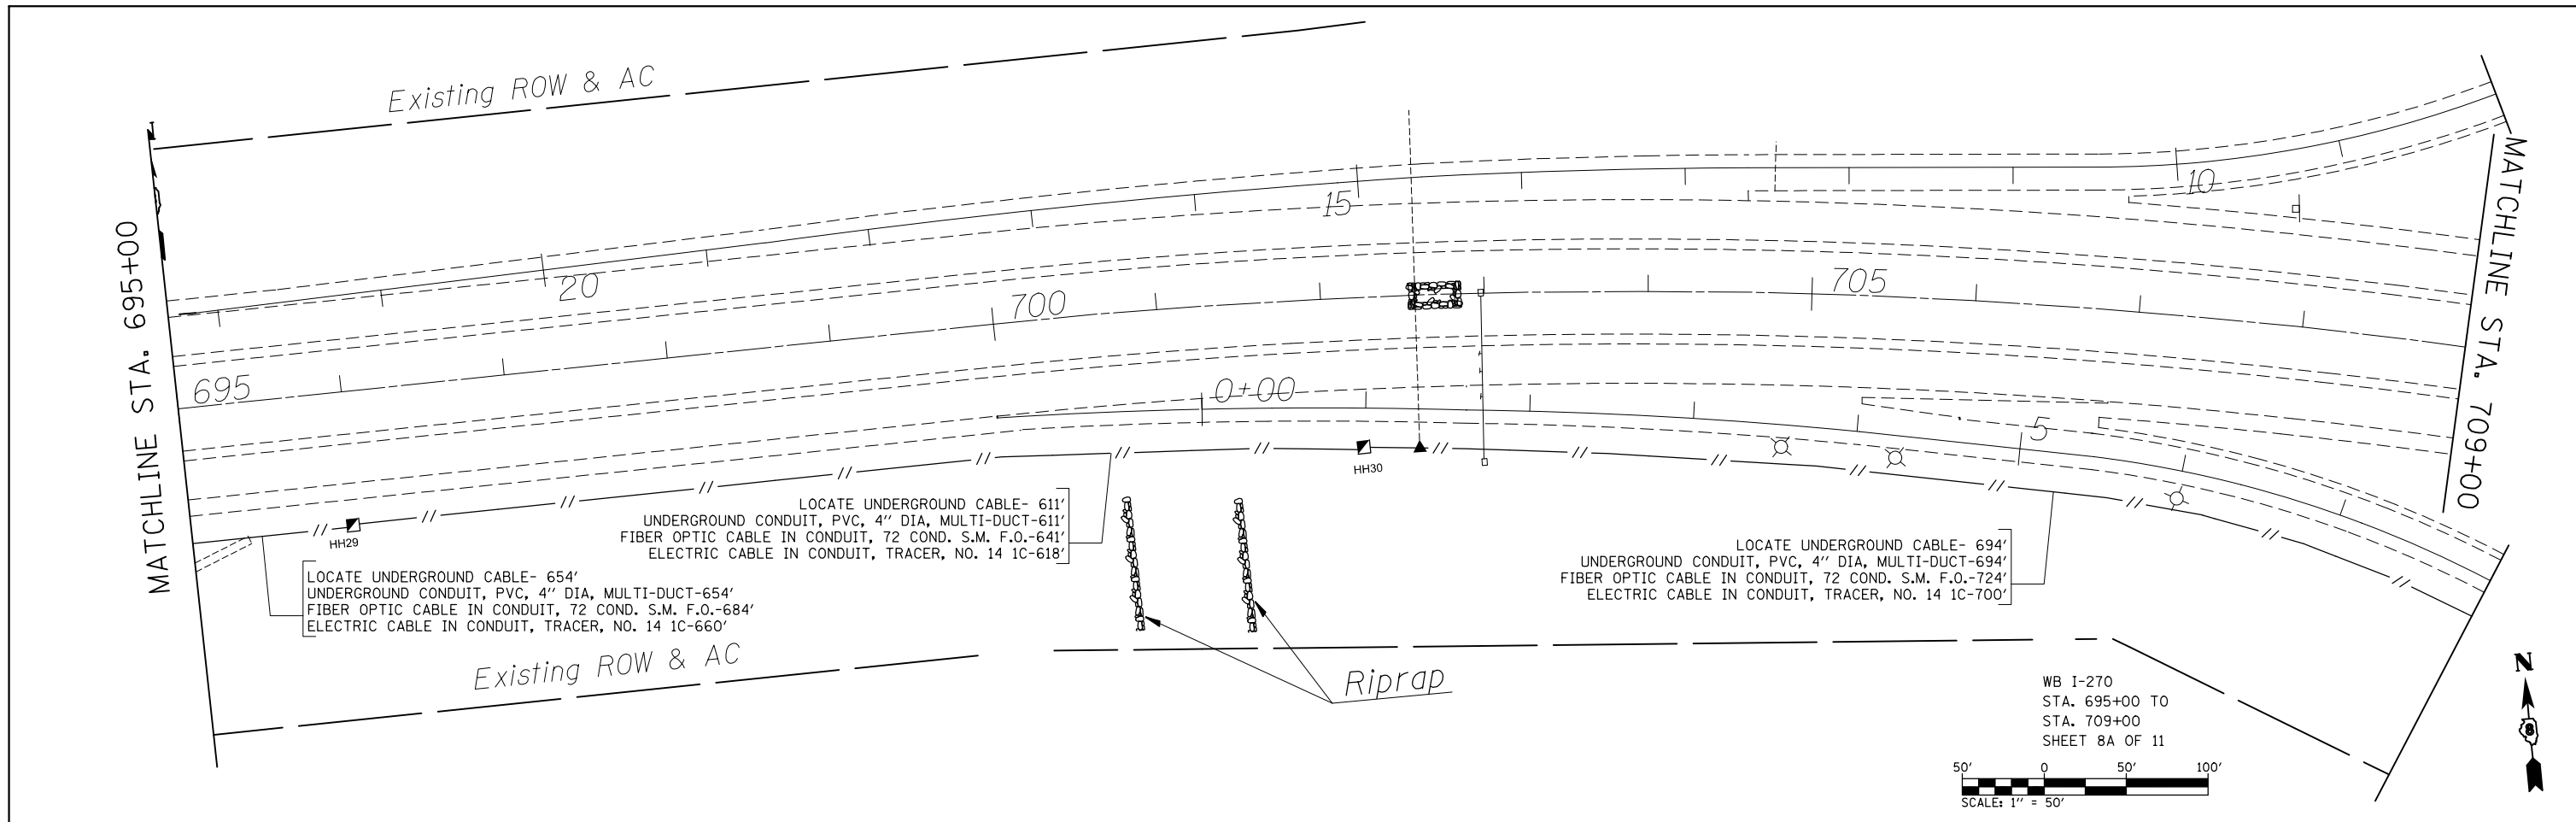 Existing ROW & AC
MATCHLINE STA. 695+00
20
15
10
695
700
705
0+00
5
HH29
HH30
LOCATE UNDERGROUND CABLE- 611'
UNDERGROUND CONDUIT, PVC, 4" DIA, MULTI-DUCT-611'
FIBER OPTIC CABLE IN CONDUIT, 72 COND. S.M. F.O.-641'
ELECTRIC CABLE IN CONDUIT, TRACER, NO. 14 1C-618'
LOCATE UNDERGROUND CABLE- 654'
UNDERGROUND CONDUIT, PVC, 4" DIA, MULTI-DUCT-654'
FIBER OPTIC CABLE IN CONDUIT, 72 COND. S.M. F.O.-684'
ELECTRIC CABLE IN CONDUIT, TRACER, NO. 14 1C-660'
LOCATE UNDERGROUND CABLE- 694'
UNDERGROUND CONDUIT, PVC, 4" DIA, MULTI-DUCT-694'
FIBER OPTIC CABLE IN CONDUIT, 72 COND. S.M. F.O.-724'
ELECTRIC CABLE IN CONDUIT, TRACER, NO. 14 1C-700'
MATCHLINE STA. 709+00
Existing ROW & AC
Riprap
WB I-270
STA. 695+00 TO
STA. 709+00
SHEET 8A OF 11
50' 0 50' 100'
SCALE: 1" = 50'
N
8